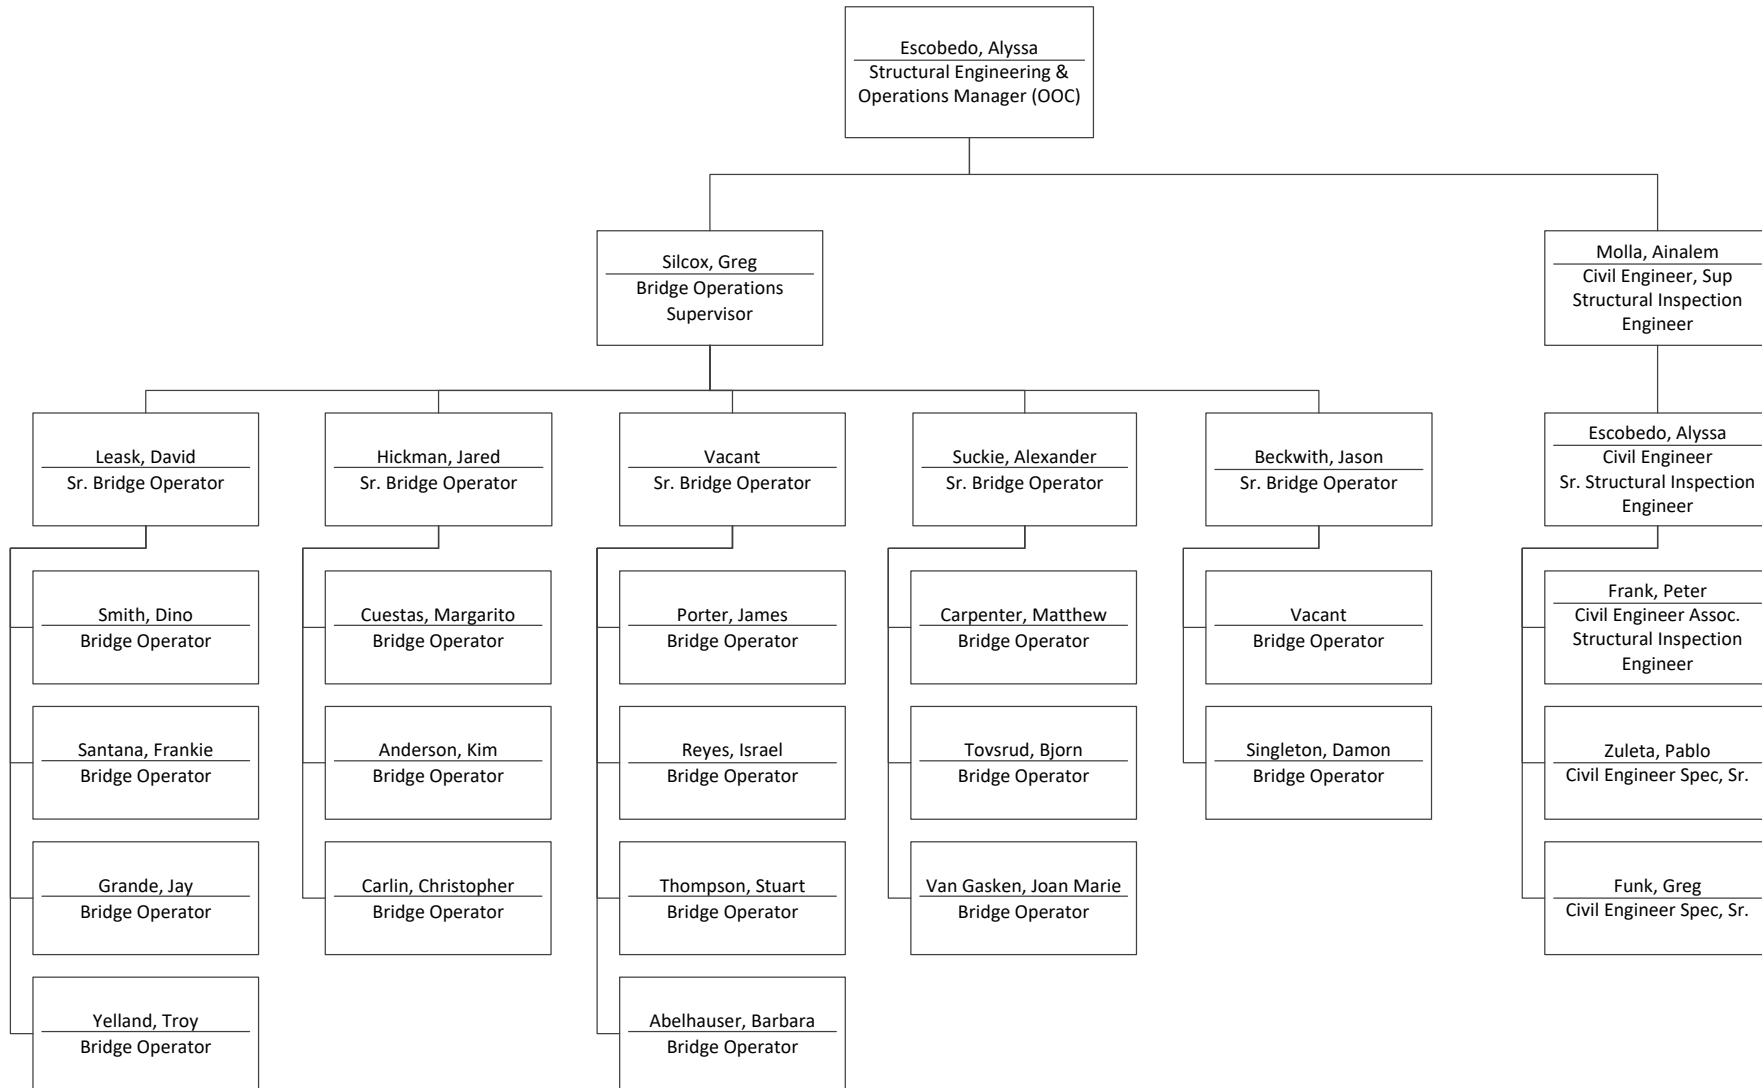 Escobedo, Alyssa
Structural Engineering &
Operations Manager (OOC)
Silcox, Greg
Bridge Operations
Supervisor
Molla, Ainalem
Civil Engineer, Sup
Structural Inspection
Engineer
Leask, David
Sr. Bridge Operator
Hickman, Jared
Sr. Bridge Operator
Vacant
Sr. Bridge Operator
Suckie, Alexander
Sr. Bridge Operator
Beckwith, Jason
Sr. Bridge Operator
Escobedo, Alyssa
Civil Engineer
Sr. Structural Inspection
Engineer
Smith, Dino
Bridge Operator
Cuestas, Margarito
Bridge Operator
Porter, James
Bridge Operator
Carpenter, Matthew
Bridge Operator
Vacant
Bridge Operator
Frank, Peter
Civil Engineer Assoc.
Structural Inspection
Engineer
Santana, Frankie
Bridge Operator
Anderson, Kim
Bridge Operator
Reyes, Israel
Bridge Operator
Tovsrud, Bjorn
Bridge Operator
Singleton, Damon
Bridge Operator
Zuleta, Pablo
Civil Engineer Spec, Sr.
Grande, Jay
Bridge Operator
Carlin, Christopher
Bridge Operator
Thompson, Stuart
Bridge Operator
Van Gasken, Joan Marie
Bridge Operator
Funk, Greg
Civil Engineer Spec, Sr.
Yelland, Troy
Bridge Operator
Abelhauser, Barbara
Bridge Operator